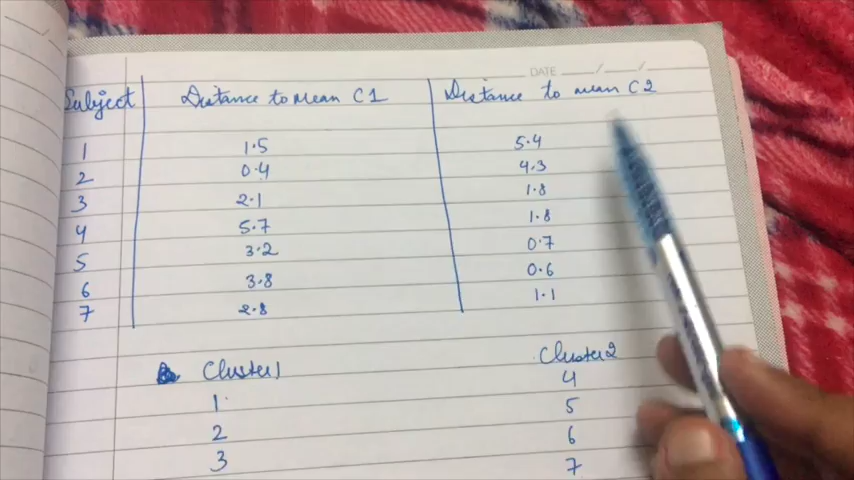 DATE
Subject Distance to mean C1 Distance to mean C2
1 1.5 5.4
2 0.4 4.3
3 2.1 1.8
4 5.7 1.8
5 3.2 0.7
6 3.8 0.6
7 2.8 1.1
Cluster1 Cluster2
1 4
2 5
3 6
7